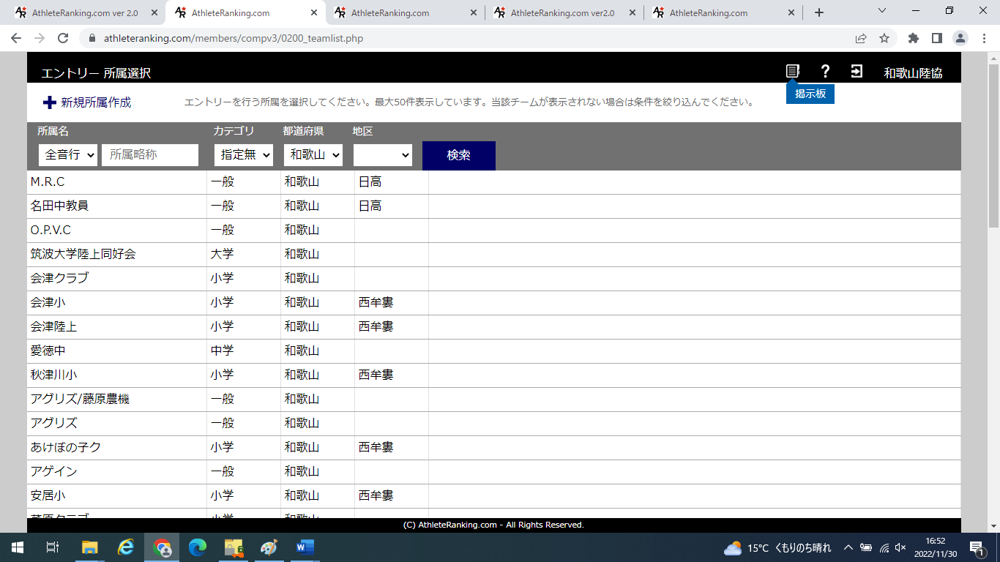 AthleteRanking.com ver 2.0
AthleteRanking.com
AthleteRanking.com
AthleteRanking.com ver2.0
AthleteRanking.com
athleteranking.com/members/compv3/0200_teamlist.php
エントリー 所属選択
和歌山陸協
掲示板
新規所属作成
エントリーを行う所属を選択してください。最大50件表示しています。当該チームが表示されない場合は条件を絞り込んでください。
所属名 カテゴリ 都道府県 地区
全音行 所属略称 指定無 和歌山 検索
M.R.C 一般 和歌山 日高
名田中教員 一般 和歌山 日高
O.P.V.C 一般 和歌山
筑波大学陸上同好会 大学 和歌山
会津クラブ 小学 和歌山
会津小 小学 和歌山 西牟婁
会津陸上 小学 和歌山 西牟婁
愛徳中 中学 和歌山
秋津川小 小学 和歌山 西牟婁
アグリズ/藤原農機 一般 和歌山
アグリズ 一般 和歌山
あけぼの子ク 小学 和歌山 西牟婁
アゲイン 一般 和歌山
安居小 小学 和歌山 西牟婁
(C) AthleteRanking.com - All Rights Reserved.
15°C くもりのち晴れ
16:52
2022/11/30
1